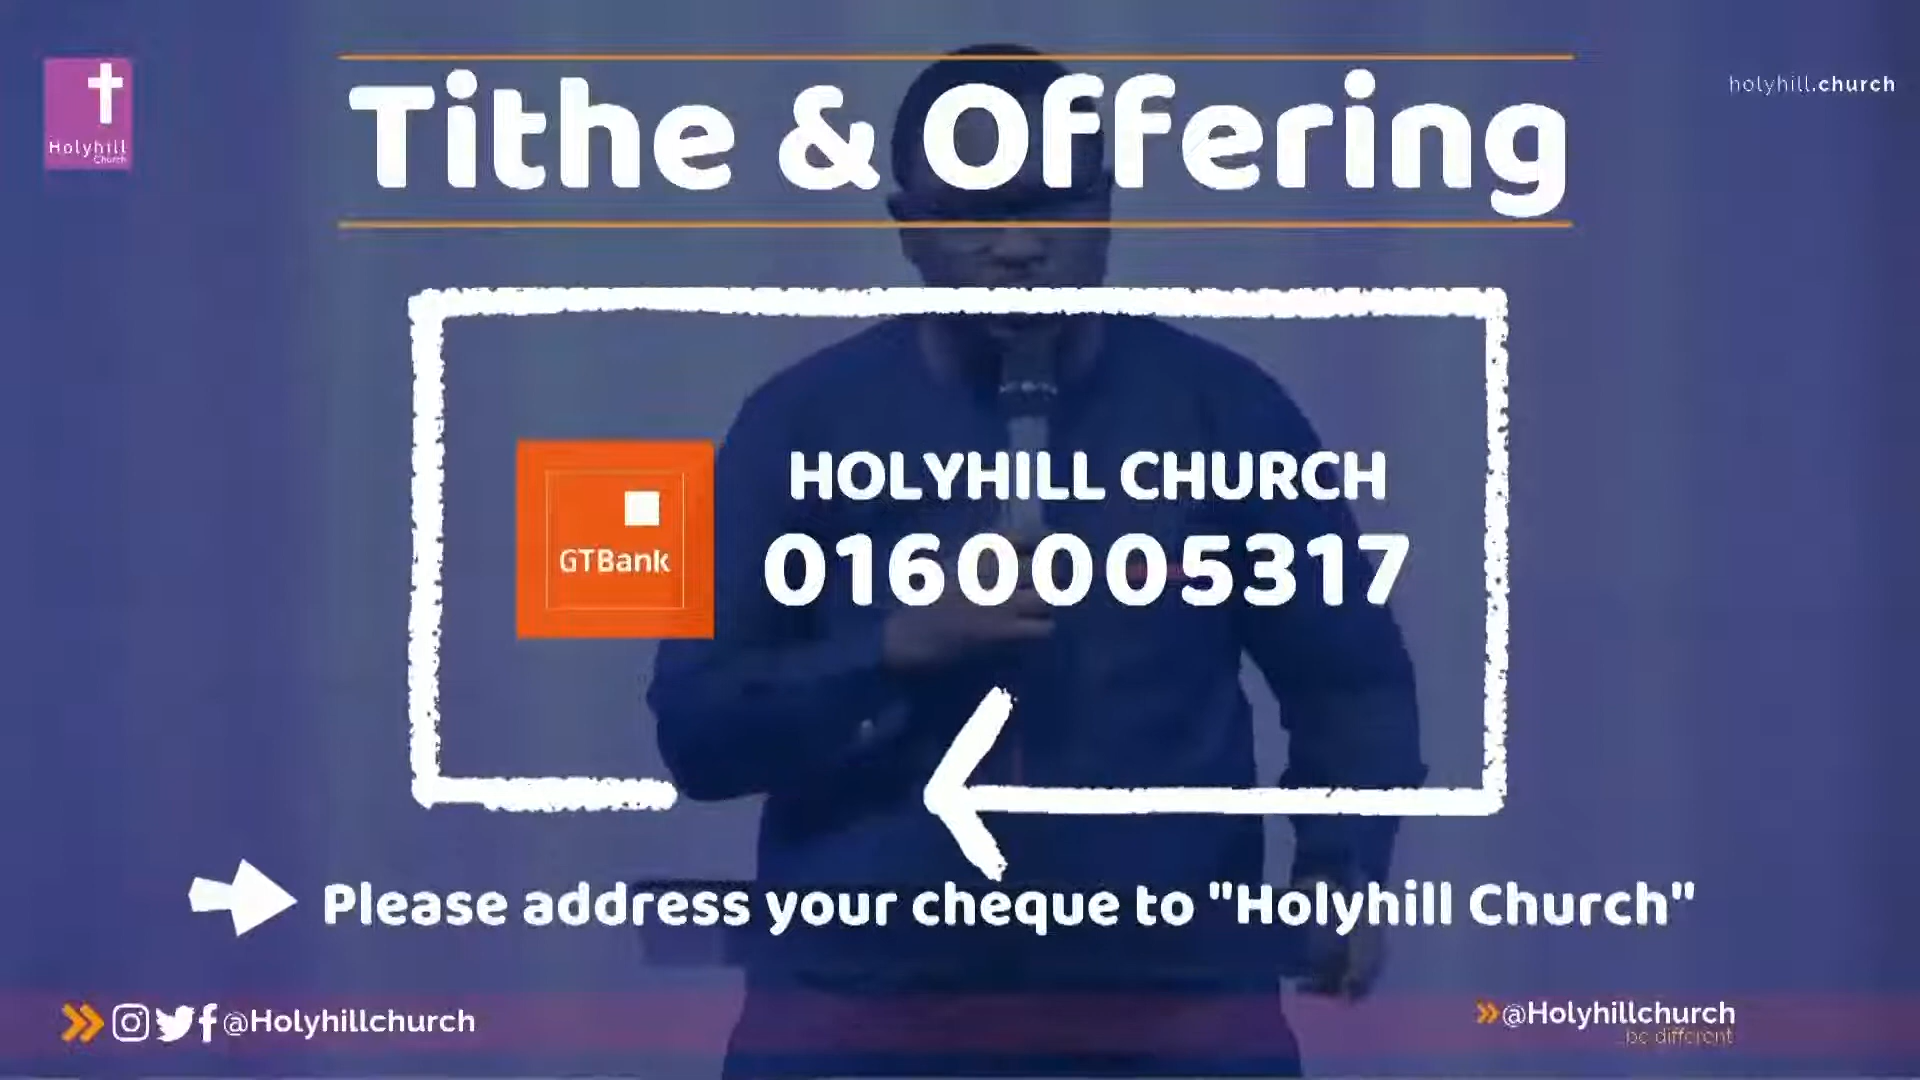 Holyhill
Church
holyhill.church
Tithe & Offering
GTBank
HOLYHILL CHURCH
0160005317
Please address your cheque to "Holyhill Church"
@Holyhillchurch
@Holyhillchurch
be different